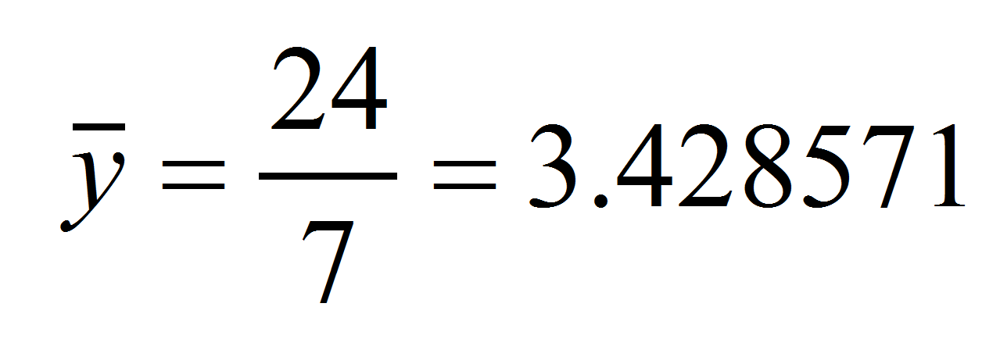 ȳ = 24/7 = 3.428571